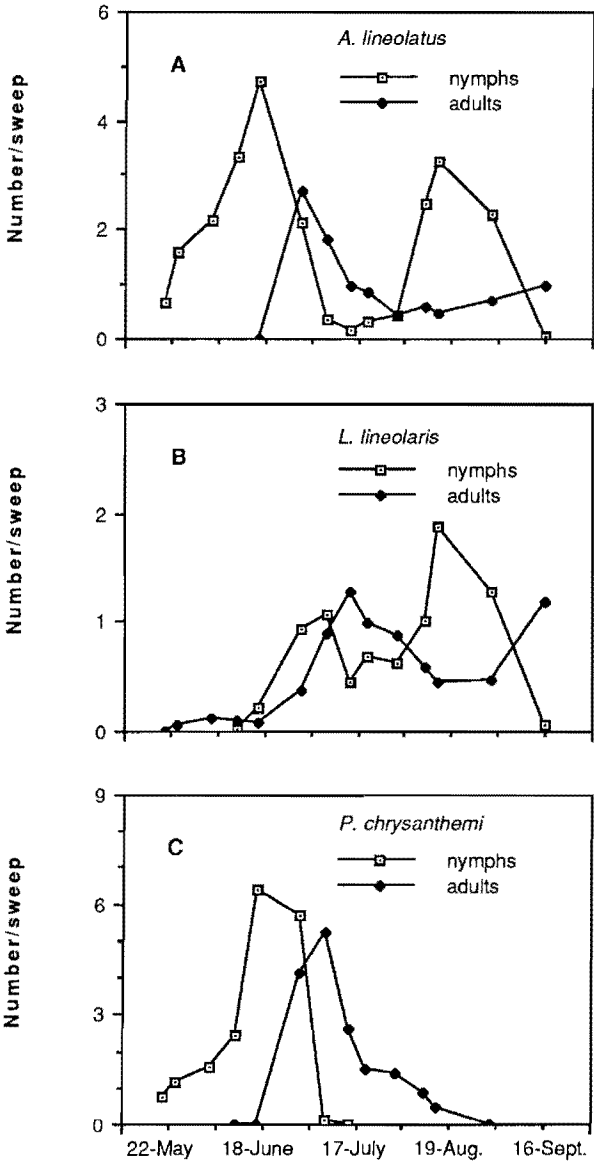 6
A. lineolatus
A
nymphs
adults
4
2
0
Number/sweep
3
L. lineolaris
B
nymphs
adults
2
1
0
Number/sweep
9
P. chrysanthemi
C
nymphs
adults
6
3
0
Number/sweep
22-May 18-June 17-July 19-Aug. 16-Sept.